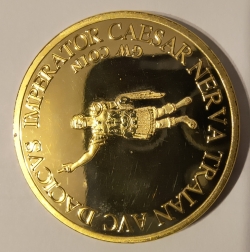 IMPERATOR CAESAR NERVA TRAIAN AVG DACICVS